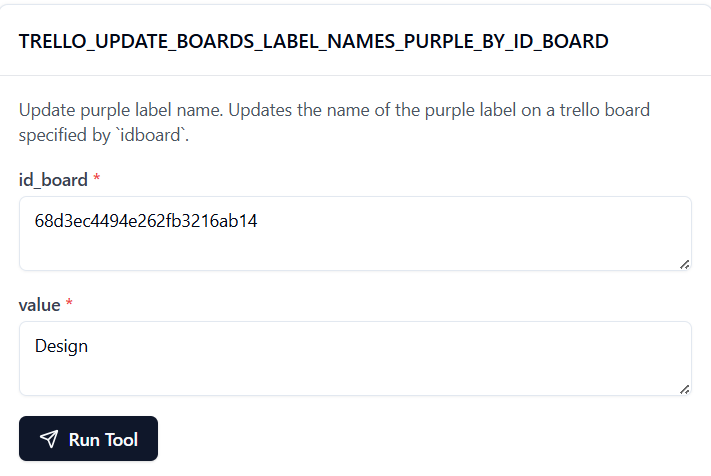 TRELLO_UPDATE_BOARDS_LABEL_NAMES_PURPLE_BY_ID_BOARD
Update purple label name. Updates the name of the purple label on a trello board
specified by `idboard`.
id_board *
68d3ec4494e262fb3216ab14
value *
Design
Run Tool